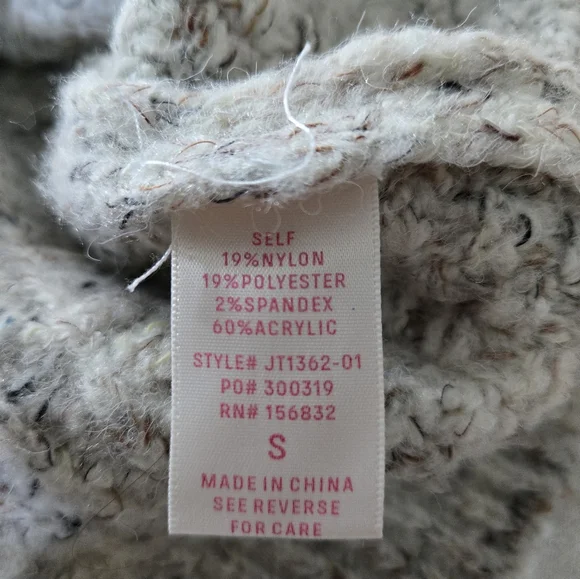 SELF
19%NYLON
19%POLYESTER
2%SPANDEX
60%ACRYLIC
STYLE# JT1362-01
PO# 300319
RN# 156832
S
MADE IN CHINA
SEE REVERSE
FOR CARE